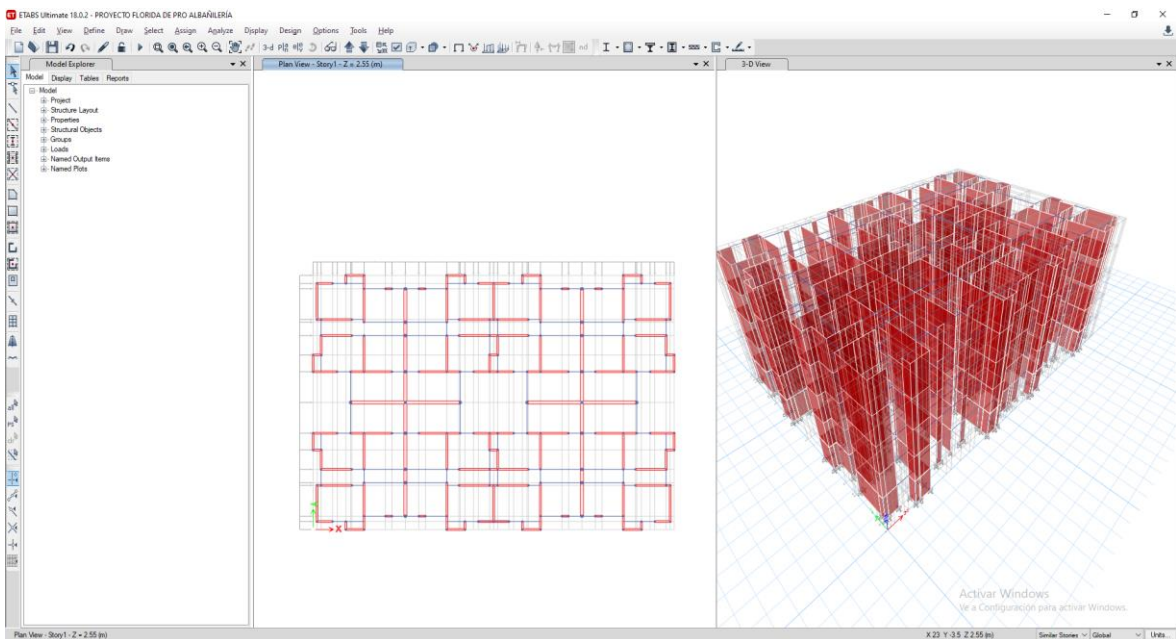 ETABS Ultimate 18.0.2 - PROYECTO FLORIDA DE PRO ALBAÑILERÍA
File Edit View Define Draw Select Assign Analyze Display Design Options Tools Help
3-d
nd
Model Explorer
Plan View - Story1 - Z = 2.55 (m)
3-D View
Model Display Tables Reports
Model
Project
Structure Layout
Properties
Structural Objects
Groups
Loads
Named Output Items
Named Plots
X
Activar Windows
Ve a Configuración para activar Windows.
Plan View - Story1 - Z = 2.55 (m)
X 23 Y -3.5 Z 2.55 (m)
Similar Stories
Global
Units...